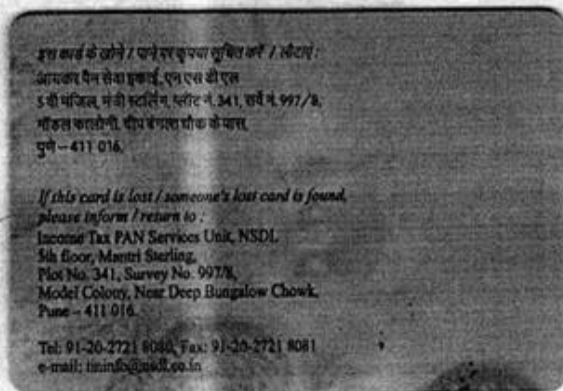 इस कार्ड के खोने / पाने पर कृपया सूचित करें / लौटाएं :
आयकर पैन सेवा इकाई, एन एस डी एल
5 वी मंजिल, मंत्री स्टर्लिंग, प्लॉट नं. 341, सर्वे नं. 997/8,
मॉडल कालोनी, दीप बंगला चौक के पास,
पुणे – 411 016.
If this card is lost / someone's lost card is found,
please inform / return to :
Income Tax PAN Services Unit, NSDL
5th floor, Mantri Sterling,
Plot No. 341, Survey No. 997/8,
Model Colony, Near Deep Bungalow Chowk,
Pune – 411 016.
Tel: 91-20-2721 8080, Fax: 91-20-2721 8081
e-mail: tininfo@nsdl.co.in